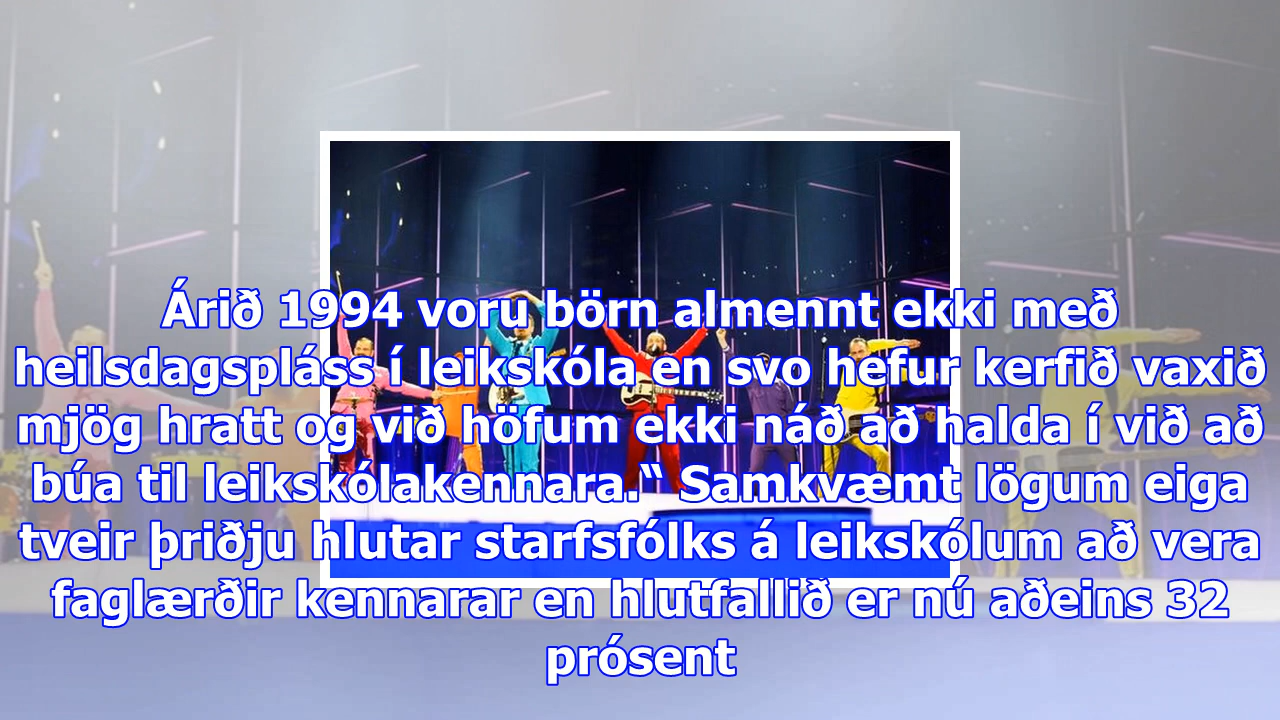 Árið 1994 voru börn almennt ekki með
heilsdagspláss í leikskóla en svo hefur kerfið vaxið
mjög hratt og við höfum ekki náð að halda í við að
búa til leikskólakennara.“ Samkvæmt lögum eiga
tveir þriðju hlutar starfsfólks á leikskólum að vera
faglærðir kennarar en hlutfallið er nú aðeins 32
prósent